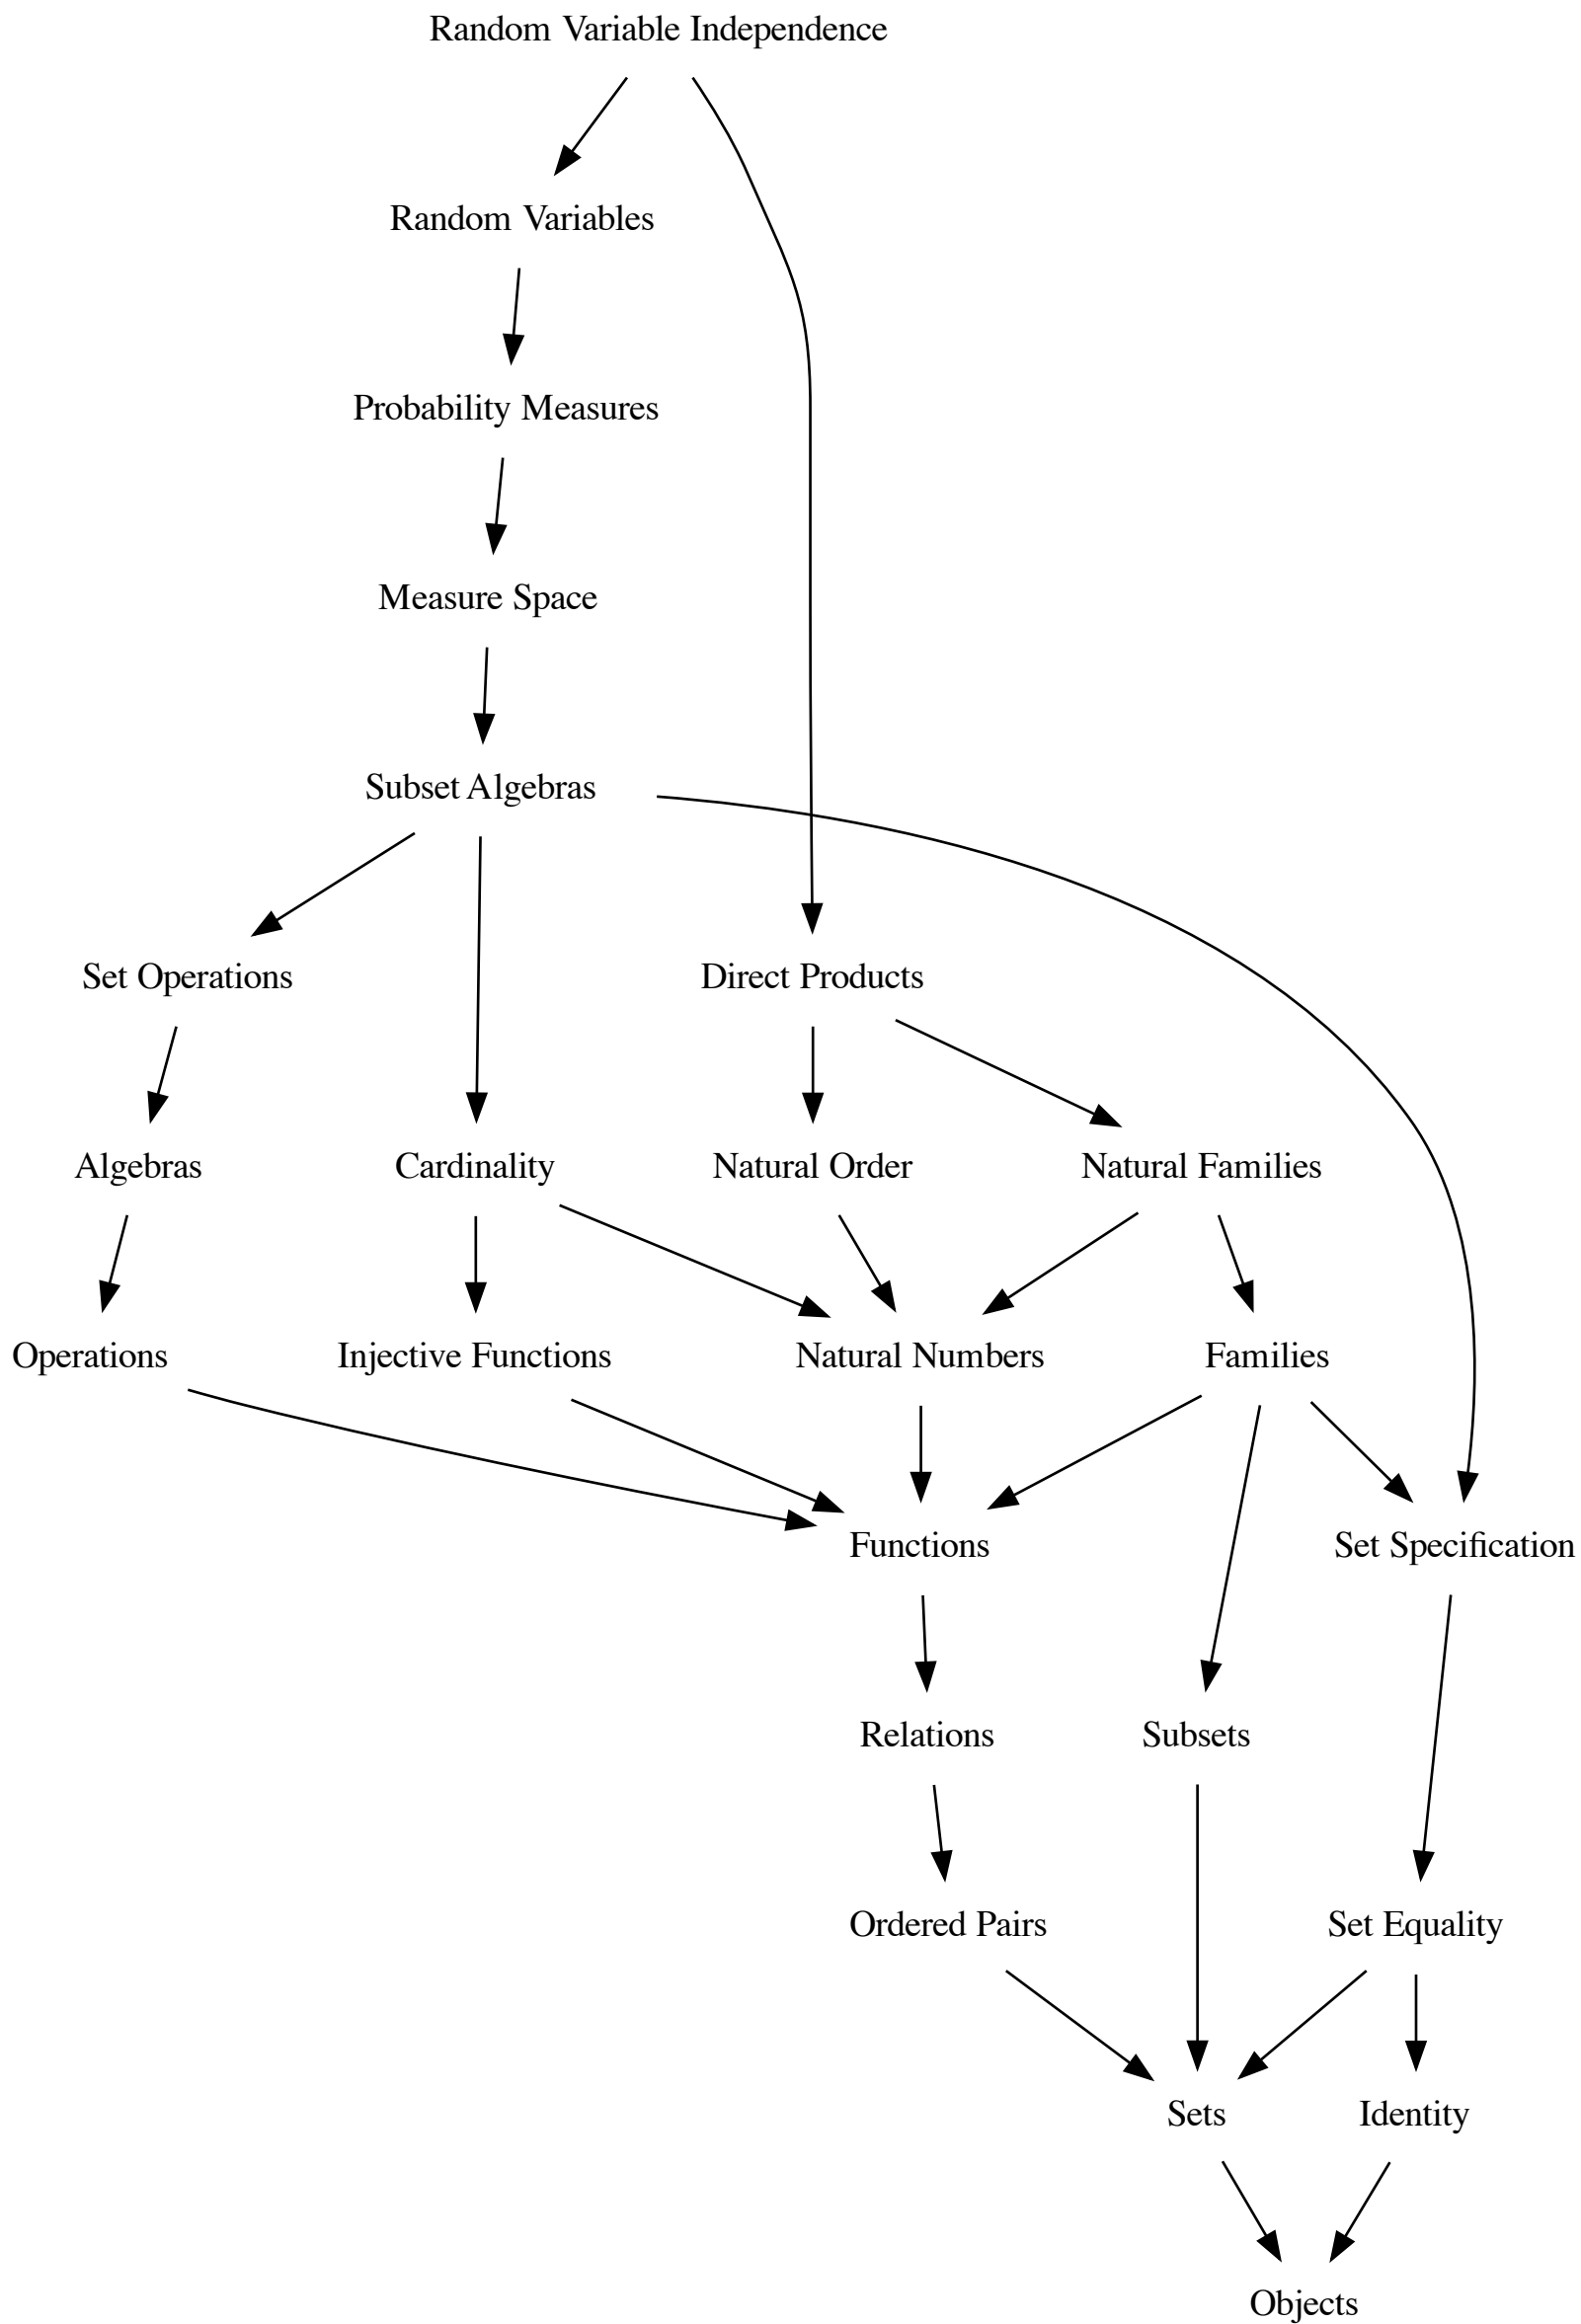 Random Variable Independence
Random Variables
Probability Measures
Measure Space
Subset Algebras
Set Operations
Direct Products
Algebras
Cardinality
Natural Order
Natural Families
Operations
Injective Functions
Natural Numbers
Families
Functions
Set Specification
Relations
Subsets
Ordered Pairs
Set Equality
Sets
Identity
Objects